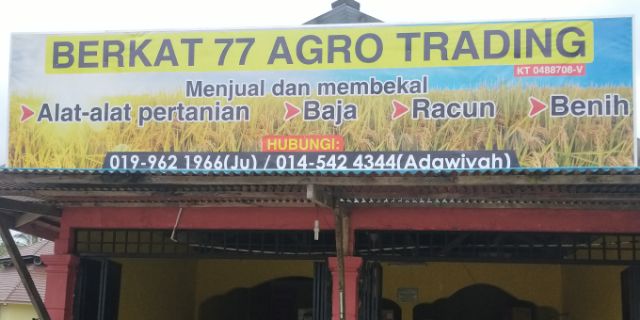 BERKAT 77 AGRO TRADING
KT 0488706-V
Menjual dan membekal
Alat-alat pertanian Baja Racun Benih
HUBUNGI:
019-962 1966(Ju) / 014-542 4344(Adawiyah)